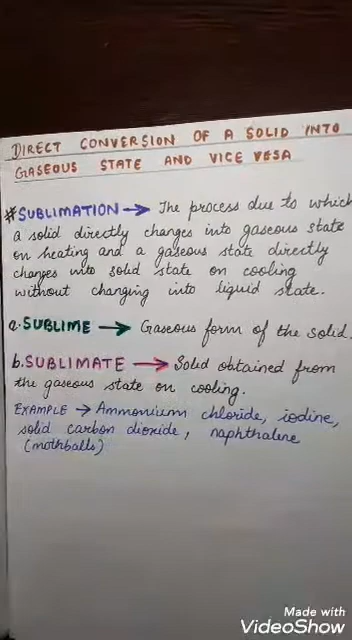 DIRECT CONVERSION OF A SOLID INTO
GASEOUS STATE AND VICE VESA
#SUBLIMATION → The process due to which
a solid directly changes into gaseous state
on heating and a gaseous state directly
changes into solid state on cooling
without changing into liquid state.
a. SUBLIME → Gaseous form of the solid.
b. SUBLIMATE → Solid obtained from
the gaseous state on cooling.
EXAMPLE → Ammonium chloride, iodine,
solid carbon dioxide, naphthalene
(mothballs)
Made with
VideoShow